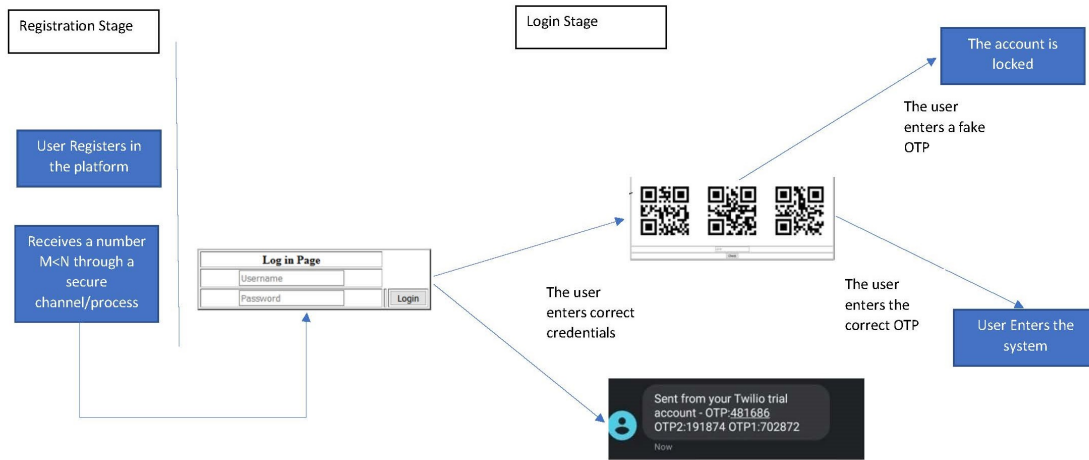 Registration Stage
Login Stage
The account is
locked
The user
enters a fake
OTP
User Registers in
the platform
Receives a number
M<N through a
secure
channel/process
Log in Page
Username
Password
Login
The user
enters correct
credentials
The user
enters the
correct OTP
User Enters the
system
Sent from your Twilio trial
account - OTP:481686
OTP2:191874 OTP1:702872
Now